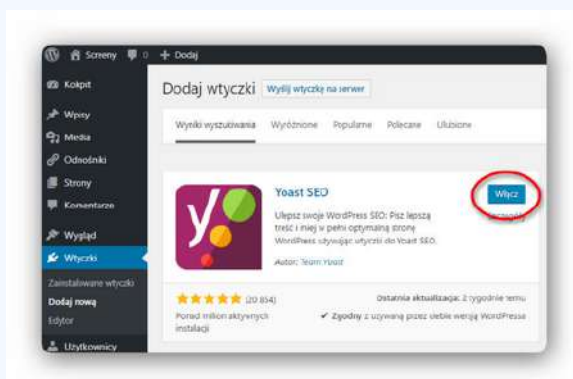 Screeny 0 + Dodaj
Kokpit
Wpisy
Media
Odnośniki
Strony
Komentarze
Wygląd
Wtyczki
Zainstalowane wtyczki
Dodaj nową
Edytor
Użytkownicy
Dodaj wtyczki Wyślij wtyczkę na serwer
Wyniki wyszukiwania Wyróżnione Popularne Polecane Ulubione
Yoast SEO Włącz
Ulepsz swoje WordPress SEO: Pisz lepszą
treść i miej w pełni optymalną stronę
WordPress używając wtyczki do Yoast SEO.
Autor: Team Yoast
(20 854) Ostatnia aktualizacja: 2 tygodnie temu
Ponad milion aktywnych
instalacji
✔ Zgodny z używaną przez ciebie wersją WordPressa